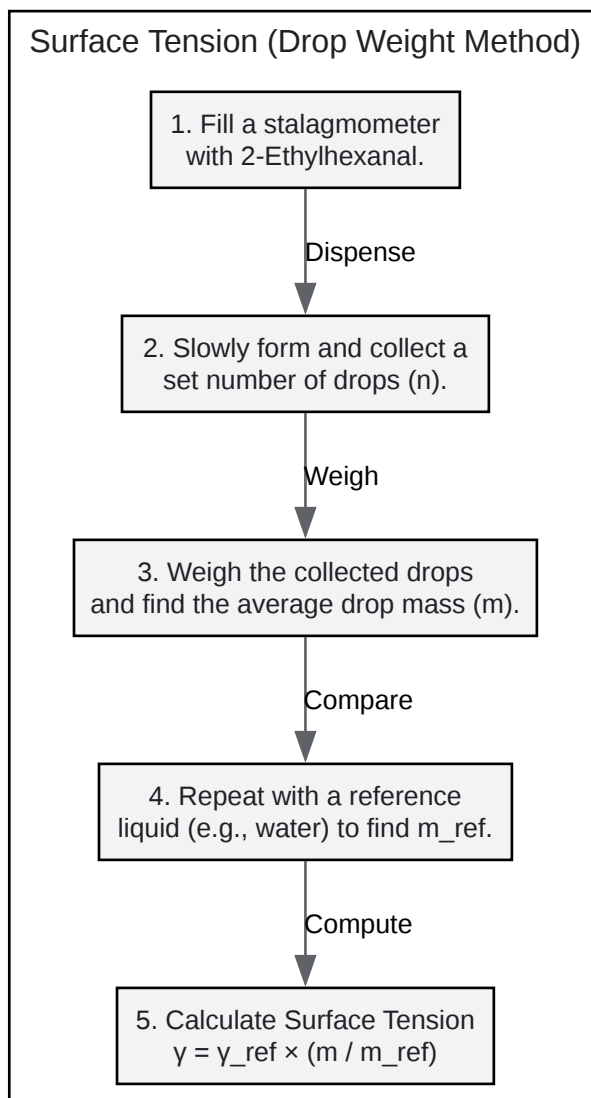 Surface Tension (Drop Weight Method)
1. Fill a stalagmometer
with 2-Ethylhexanal.
Dispense
2. Slowly form and collect a
set number of drops (n).
Weigh
3. Weigh the collected drops
and find the average drop mass (m).
Compare
4. Repeat with a reference
liquid (e.g., water) to find m_ref.
Compute
5. Calculate Surface Tension
γ = γ_ref × (m / m_ref)